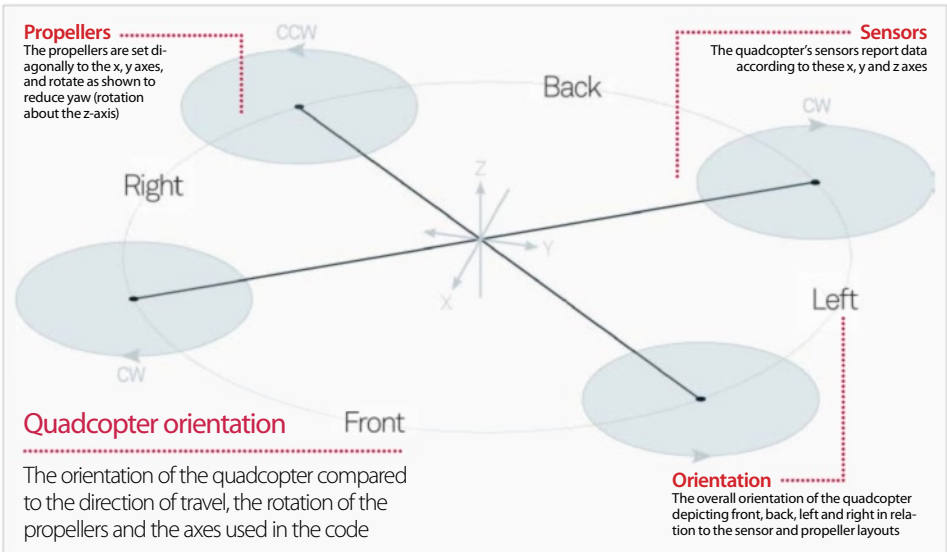 Propellers
The propellers are set di-
agonally to the x, y axes,
and rotate as shown to
reduce yaw (rotation
about the z-axis)
CCW
Sensors
The quadcopter's sensors report data
according to these x, y and z axes
Back
CW
Right
Z
Y
X
Left
CW
Front
Quadcopter orientation
The orientation of the quadcopter compared
to the direction of travel, the rotation of the
propellers and the axes used in the code
Orientation
The overall orientation of the quadcopter
depicting front, back, left and right in rela-
tion to the sensor and propeller layouts